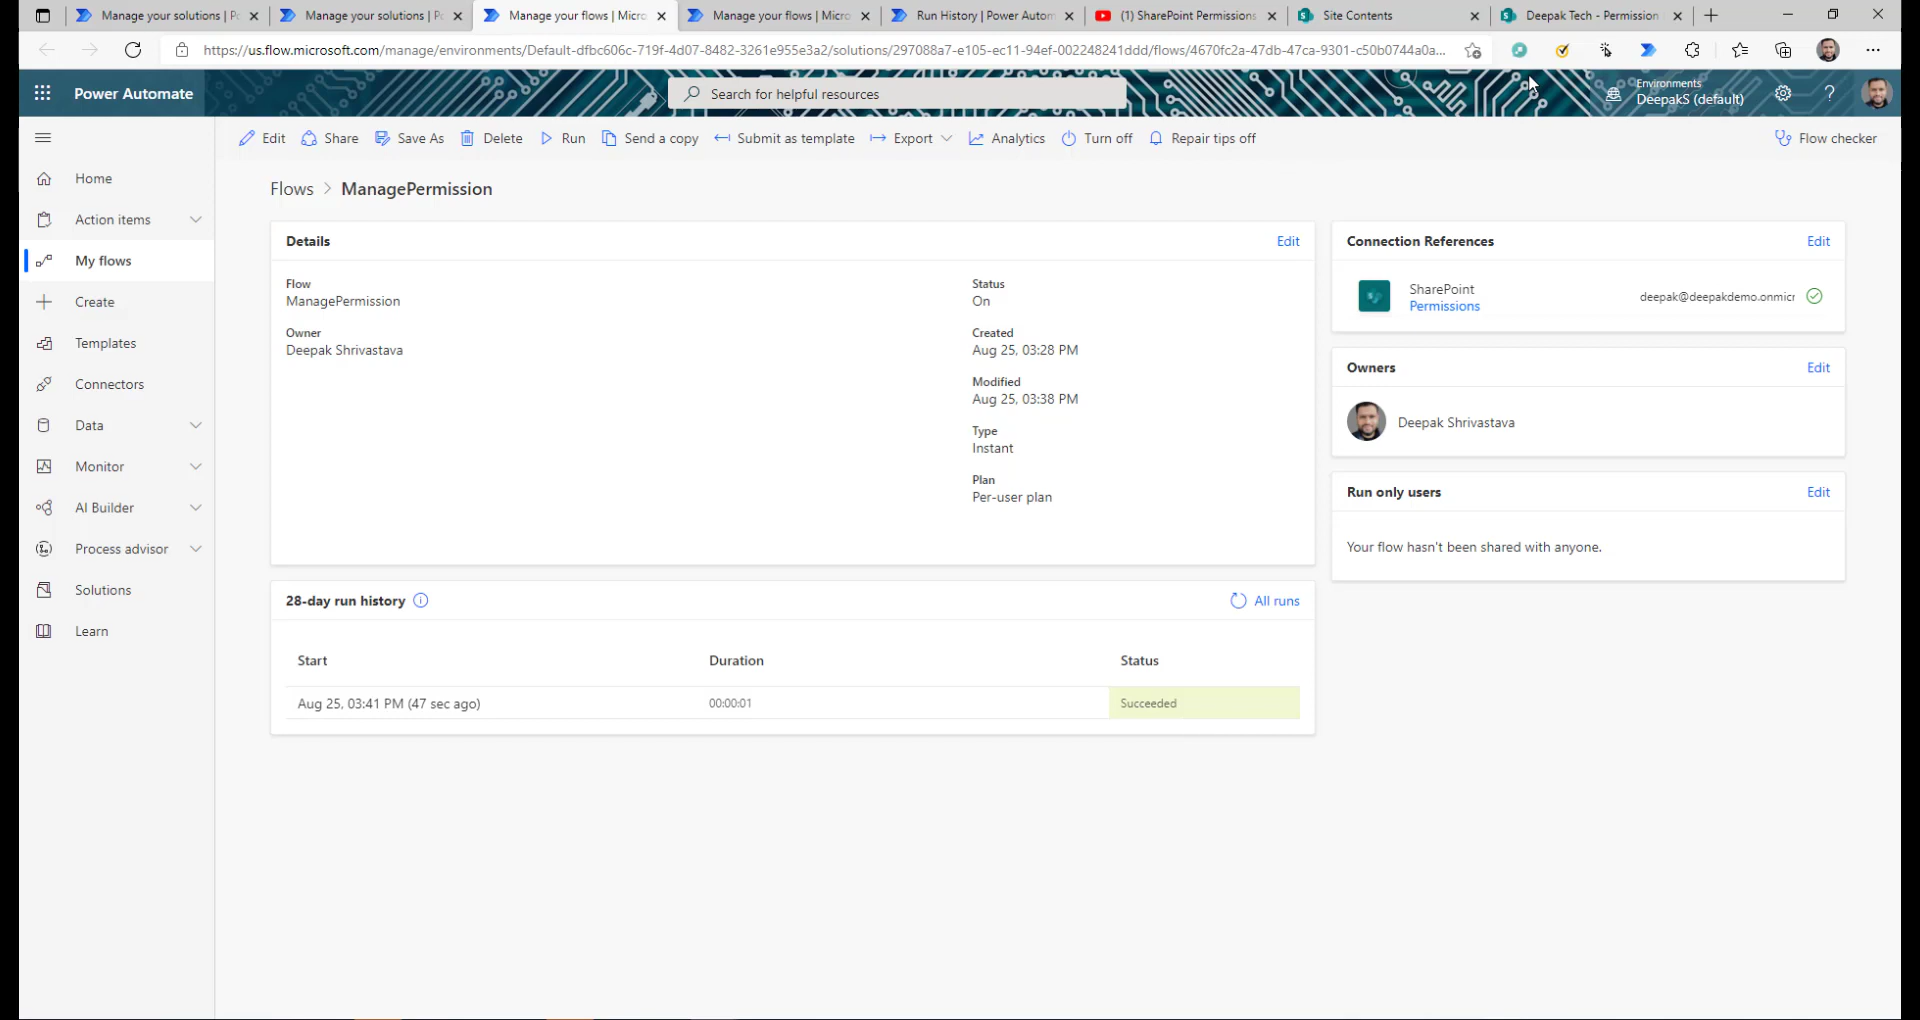 Manage your solutions | P
Manage your solutions | P
Manage your flows | Micro
Manage your flows | Micro
Run History | Power Autom
(1) SharePoint Permissions
Site Contents
Deepak Tech - Permission
https://us.flow.microsoft.com/manage/environments/Default-dfbc606c-719f-4d07-8482-3261e955e3a2/solutions/297088a7-e105-ec11-94ef-002248241ddd/flows/4670fc2a-47db-47ca-9301-c50b0744a0a...
Power Automate
Search for helpful resources
Environments
DeepakS (default)
Edit
Share
Save As
Delete
Run
Send a copy
Submit as template
Export
Analytics
Turn off
Repair tips off
Flow checker
Home
Action items
My flows
Create
Templates
Connectors
Data
Monitor
AI Builder
Process advisor
Solutions
Learn
Flows > ManagePermission
Details
Edit
Flow
ManagePermission
Owner
Deepak Shrivastava
Status
On
Created
Aug 25, 03:28 PM
Modified
Aug 25, 03:38 PM
Type
Instant
Plan
Per-user plan
28-day run history
All runs
Start
Duration
Status
Aug 25, 03:41 PM (47 sec ago)
00:00:01
Succeeded
Connection References
Edit
SharePoint
Permissions
deepak@deepakdemo.onmicr
Owners
Edit
Deepak Shrivastava
Run only users
Edit
Your flow hasn't been shared with anyone.